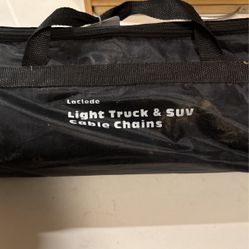 Laclede
Light Truck & SUV
Cable Chains